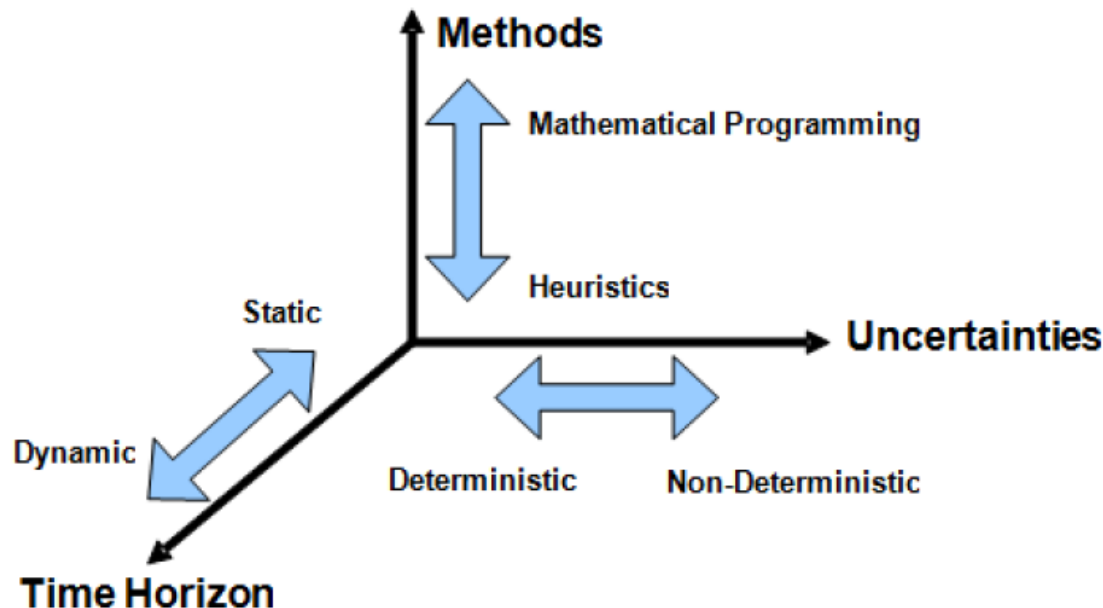 Methods
Mathematical Programming
Heuristics
Static
Uncertainties
Dynamic
Deterministic
Non-Deterministic
Time Horizon